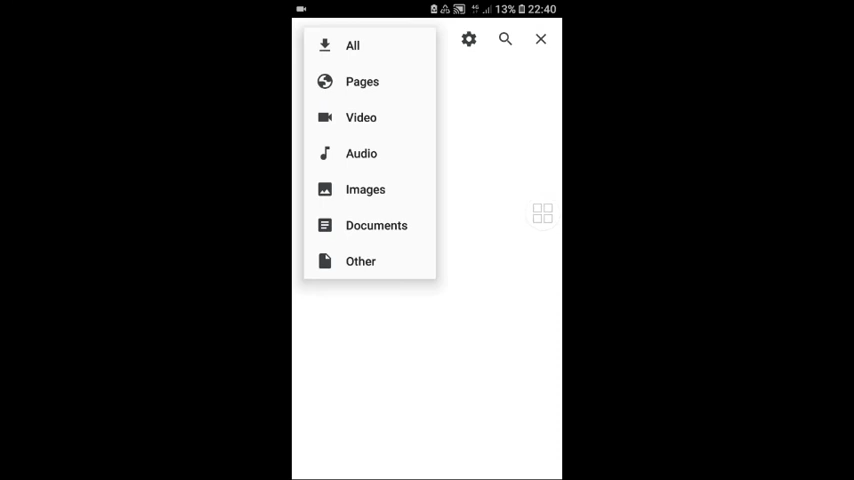 13% 22:40
All
Pages
Video
Audio
Images
Documents
Other